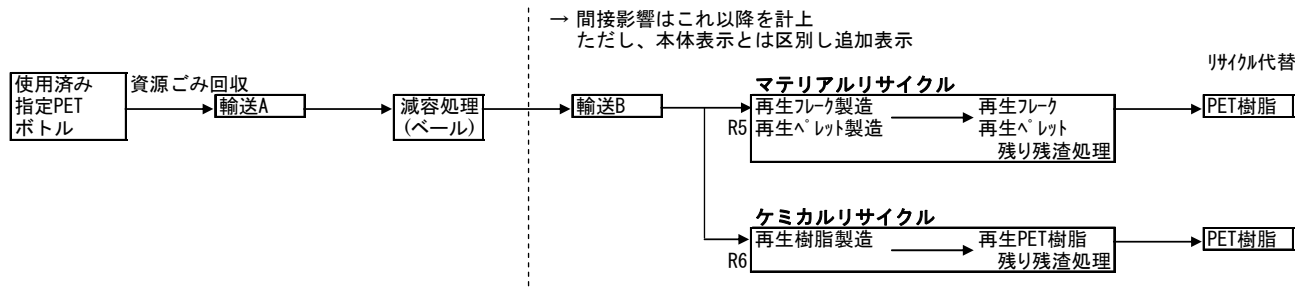 → 間接影響はこれ以降を計上
ただし、本体表示とは区別し追加表示
ﾘｻｲｸﾙ代替
使用済み
指定PET
ボトル
資源ごみ回収
輸送A
減容処理
(ベール)
輸送B
マテリアルリサイクル
再生ﾌﾚｰｸ製造
再生ﾍﾟﾚｯﾄ製造
R5
再生ﾌﾚｰｸ
再生ﾍﾟﾚｯﾄ
残り残渣処理
PET樹脂
ケミカルリサイクル
再生樹脂製造
R6
再生PET樹脂
残り残渣処理
PET樹脂